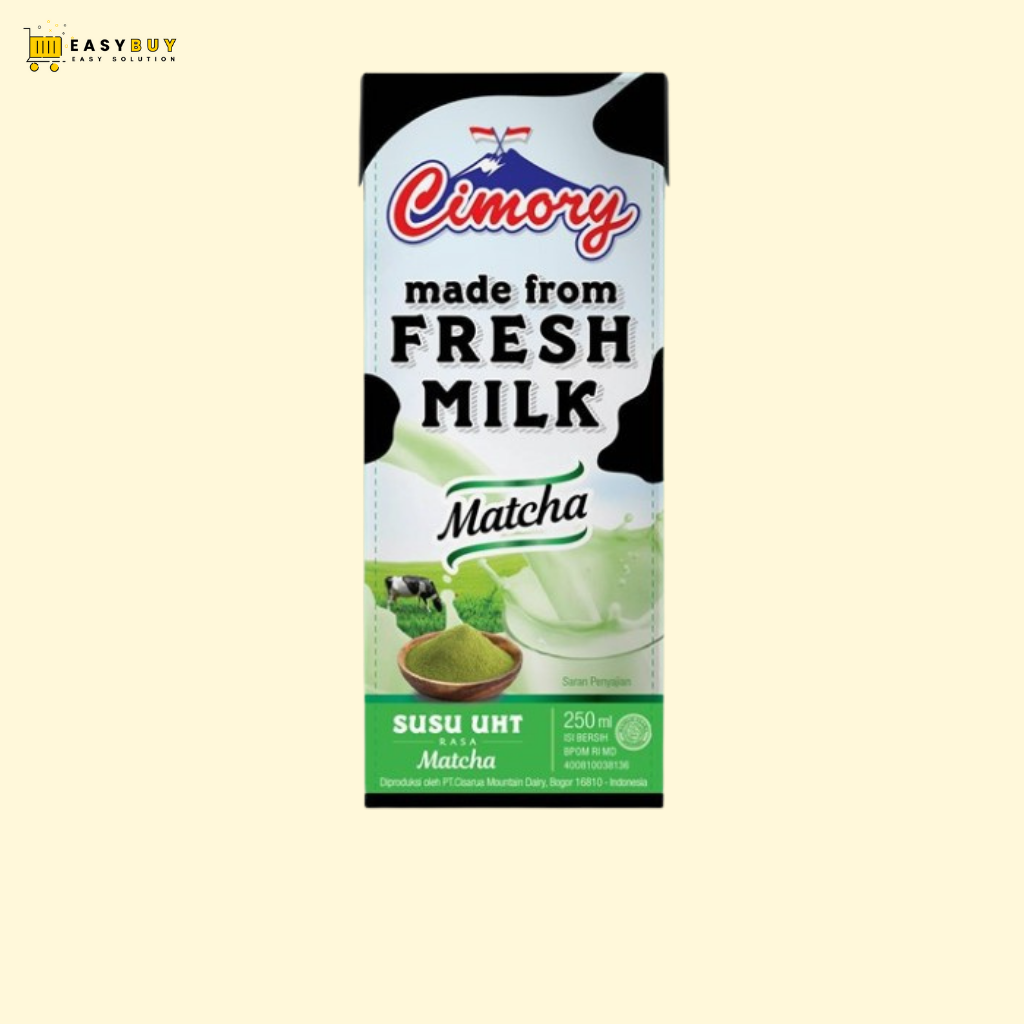 EASYBUY
EASY SOLUTION
Cimory
made from
FRESH
MILK
Matcha
Saran Penyajian
SUSU UHT
RASA
Matcha
250 ml
ISI BERSIH
BPOM RI MD
400810038136
Diproduksi oleh PT.Cisarua Mountain Dairy, Bogor 16810 - Indonesia